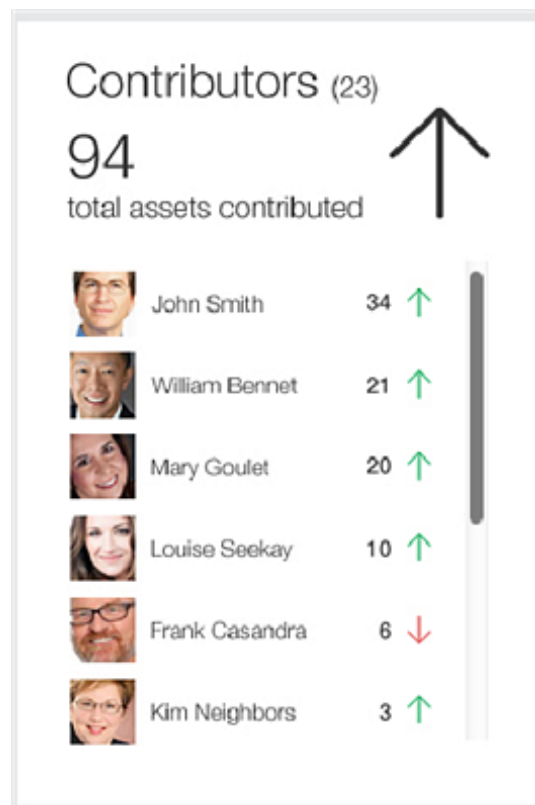 Contributors (23)
94
total assets contributed
John Smith 34
William Bennet 21
Mary Goulet 20
Louise Seekay 10
Frank Casandra 6
Kim Neighbors 3